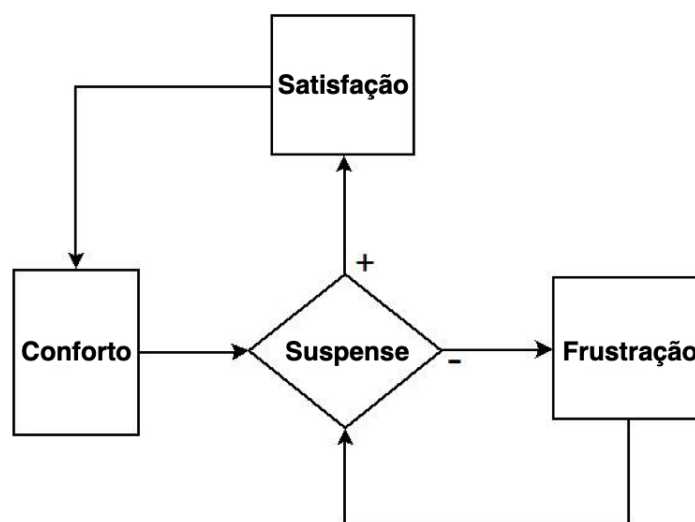 Satisfação
+
Conforto
Suspense
-
Frustração